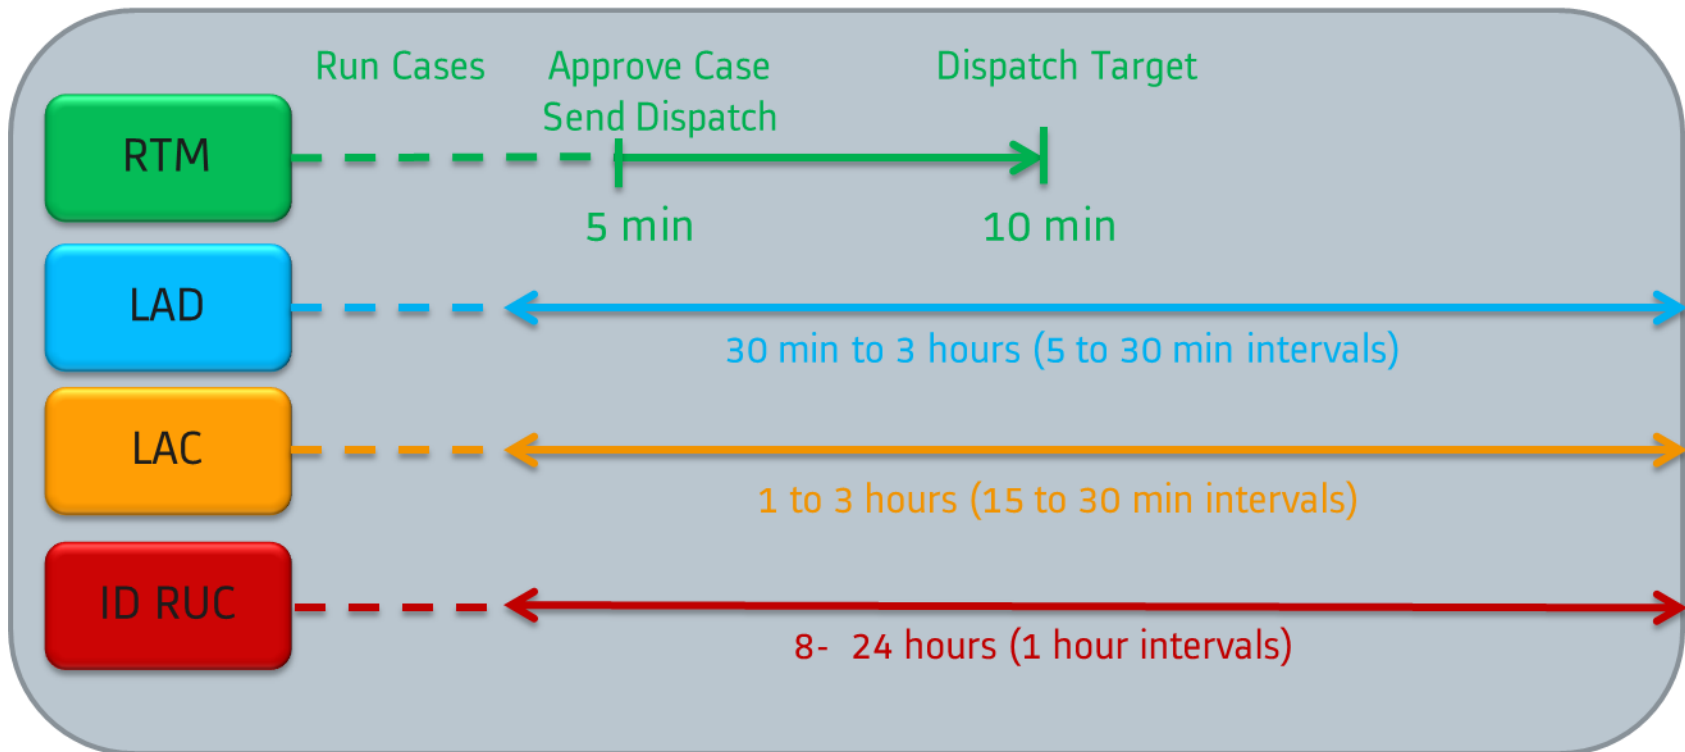 Run Cases
Approve Case
Send Dispatch
Dispatch Target
RTM
5 min
10 min
LAD
30 min to 3 hours (5 to 30 min intervals)
LAC
1 to 3 hours (15 to 30 min intervals)
ID RUC
8-  24 hours (1 hour intervals)